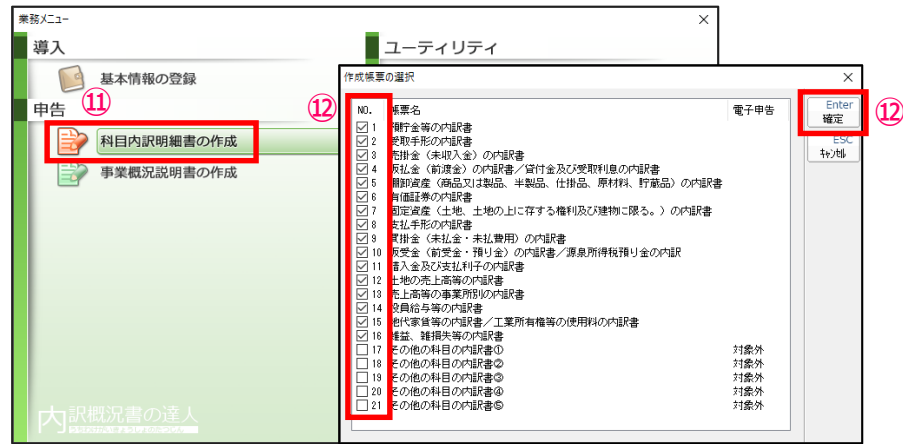 業務メニュー
導入
ユーティリティ
基本情報の登録
申告
⑪
科目内訳明細書の作成
事業概況説明書の作成
内訳概況書の達人
作成帳票の選択
⑫
NO. 帳票名 電子申告
1 預貯金等の内訳書
2 受取手形の内訳書
3 売掛金（未収入金）の内訳書
4 仮払金（前渡金）の内訳書／貸付金及び受取利息の内訳書
5 棚卸資産（商品又は製品、半製品、仕掛品、原材料、貯蔵品）の内訳書
6 有価証券の内訳書
7 固定資産（土地、土地の上に存する権利及び建物に限る。）の内訳書
8 支払手形の内訳書
9 買掛金（未払金・未払費用）の内訳書
10 仮受金（前受金・預り金）の内訳書／源泉所得税預り金の内訳
11 借入金及び支払利子の内訳書
12 土地の売上高等の内訳書
13 売上高等の事業所別の内訳書
14 役員給与等の内訳書
15 地代家賃等の内訳書／工業所有権等の使用料の内訳書
16 雑益、雑損失等の内訳書
17 その他の科目の内訳書① 対象外
18 その他の科目の内訳書② 対象外
19 その他の科目の内訳書③ 対象外
20 その他の科目の内訳書④ 対象外
21 その他の科目の内訳書⑤ 対象外
Enter
確定
⑫
ESC
ｷｬﾝｾﾙ